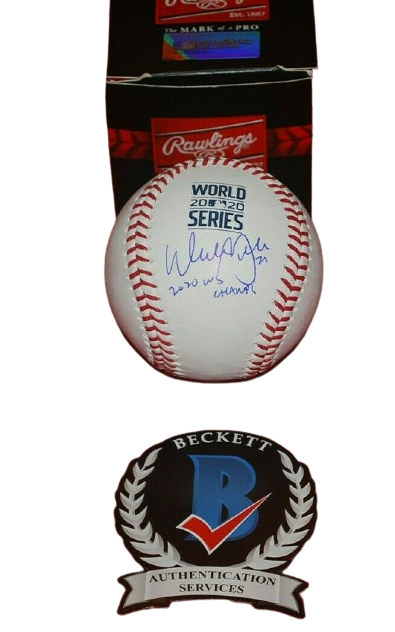 Rawlings
EST. 1887
The MARK of a PRO
Rawlings
WORLD
2020
SERIES
2020 WS
CHAMPS
BECKETT
B
AUTHENTICATION
SERVICES